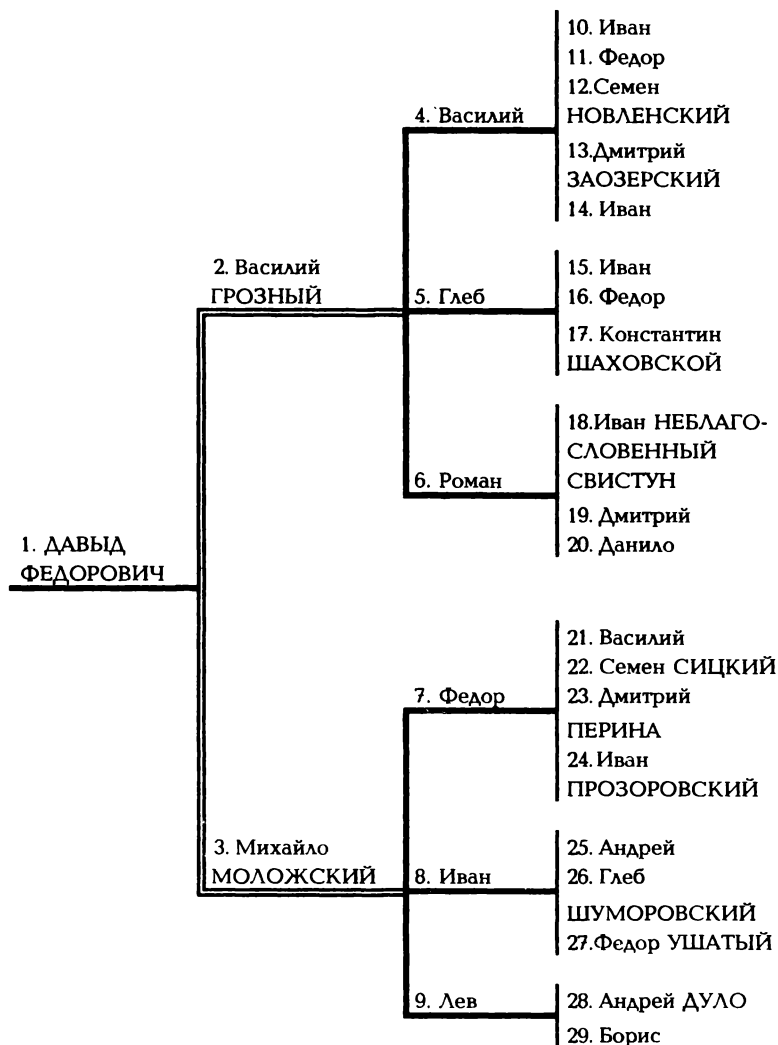 10. Иван
11. Федор
12.Семен
НОВЛЕНСКИЙ
13.Дмитрий
ЗАОЗЕРСКИЙ
14. Иван
4. Василий
15. Иван
16. Федор
17. Константин
ШАХОВСКОЙ
5. Глеб
2. Василий
ГРОЗНЫЙ
18.Иван НЕБЛАГО-
СЛОВЕННЫЙ
СВИСТУН
19. Дмитрий
20. Данило
6. Роман
1. ДАВЫД
ФЕДОРОВИЧ
21. Василий
22. Семен СИЦКИЙ
23. Дмитрий
ПЕРИНА
24. Иван
ПРОЗОРОВСКИЙ
7. Федор
3. Михайло
МОЛОЖСКИЙ
8. Иван
25. Андрей
26. Глеб
ШУМОРОВСКИЙ
27.Федор УШАТЫЙ
9. Лев
28. Андрей ДУЛО
29. Борис